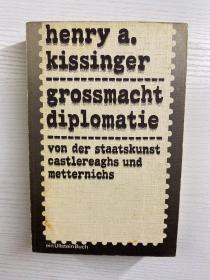 henry a.
kissinger
grossmacht
diplomatie
von der staatskunst
castlereaghs und
metternichs
ein Ullstein Buch